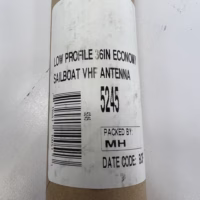 LOW PROFILE 36IN ECONOMY
SAILBOAT VHF ANTENNA
5245
PACKED BY:
MH
DATE CODE: